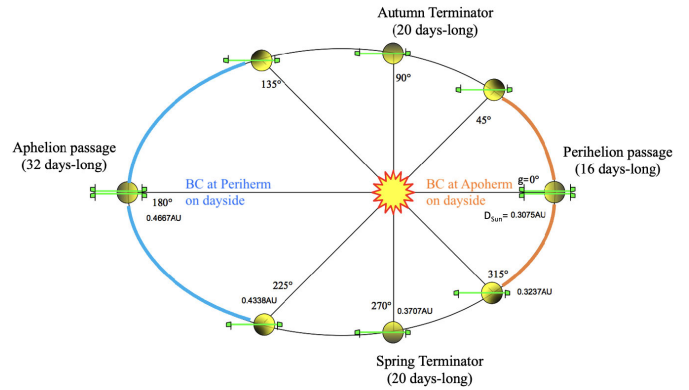 Autumn Terminator
(20 days-long)
90°
135°
45°
Aphelion passage
(32 days-long)
Perihelion passage
(16 days-long)
BC at Periherm
on dayside
BC at Apoherm
on dayside
g=0°
180°
0.4667AU
DSun= 0.3075AU
225°
270°
315°
0.4338AU
0.3707AU
0.3237AU
Spring Terminator
(20 days-long)